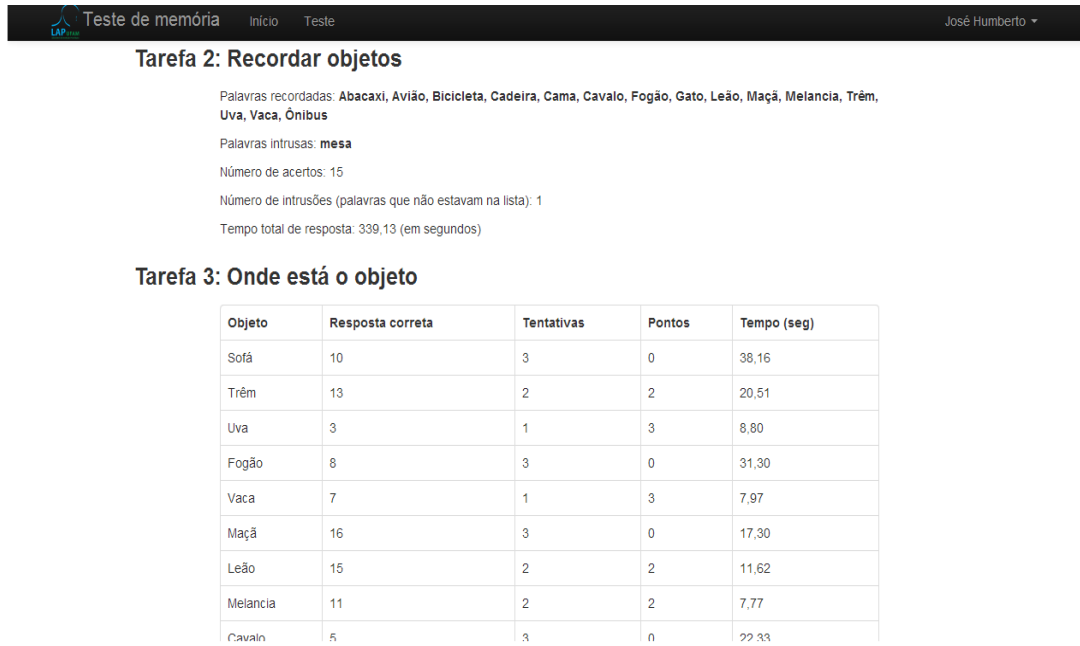 LAP
Teste de memória Início Teste José Humberto
Tarefa 2: Recordar objetos
Palavras recordadas: Abacaxi, Avião, Bicicleta, Cadeira, Cama, Cavalo, Fogão, Gato, Leão, Maçã, Melancia, Trêm,
Uva, Vaca, Ônibus
Palavras intrusas: mesa
Número de acertos: 15
Número de intrusões (palavras que não estavam na lista): 1
Tempo total de resposta: 339,13 (em segundos)
Tarefa 3: Onde está o objeto
Objeto Resposta correta Tentativas Pontos Tempo (seg)
Sofá 10 3 0 38,16
Trêm 13 2 2 20,51
Uva 3 1 3 8,80
Fogão 8 3 0 31,30
Vaca 7 1 3 7,97
Maçã 16 3 0 17,30
Leão 15 2 2 11,62
Melancia 11 2 2 7,77
Cavalo 5 3 0 22,33